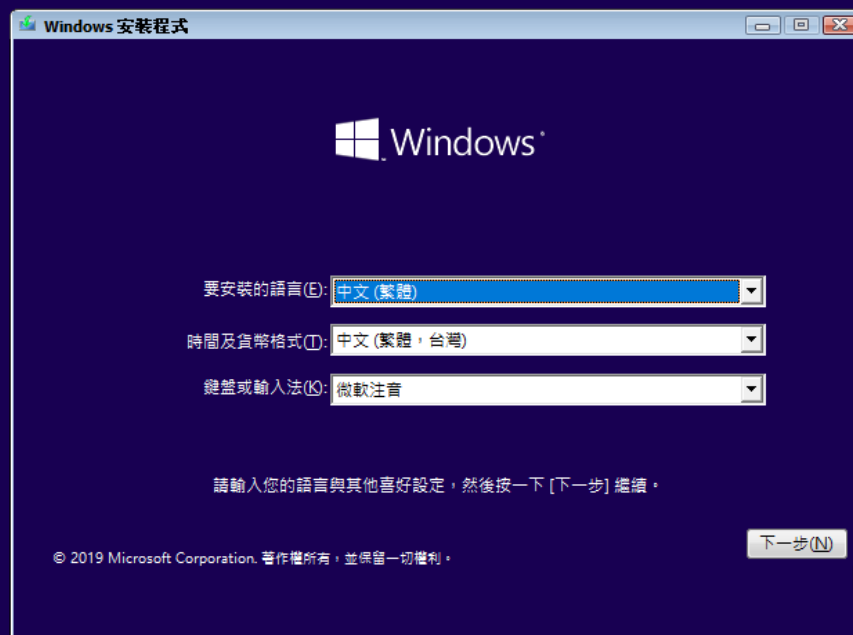 Windows 安裝程式
Windows
要安裝的語言(E): 中文 (繁體)
時間及貨幣格式(T): 中文 (繁體，台灣)
鍵盤或輸入法(K): 微軟注音
請輸入您的語言與其他喜好設定，然後按一下 [下一步] 繼續。
下一步(N)
© 2019 Microsoft Corporation. 著作權所有，並保留一切權利。